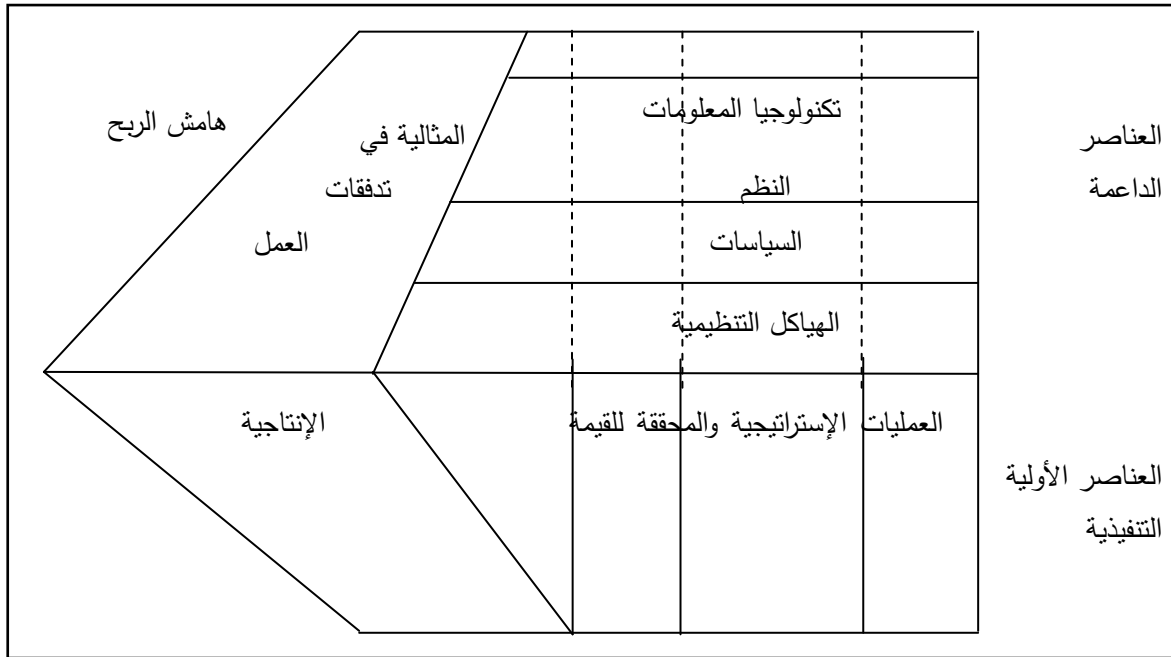 العناصر
الداعمة
تكنولوجيا المعلومات
النظم
السياسات
الهياكل التنظيمية
المثالية في
تدفقات
العمل
هامش الربح
العناصر الأولية
التنفيذية
العمليات الإستراتيجية والمحققة للقيمة
الإنتاجية